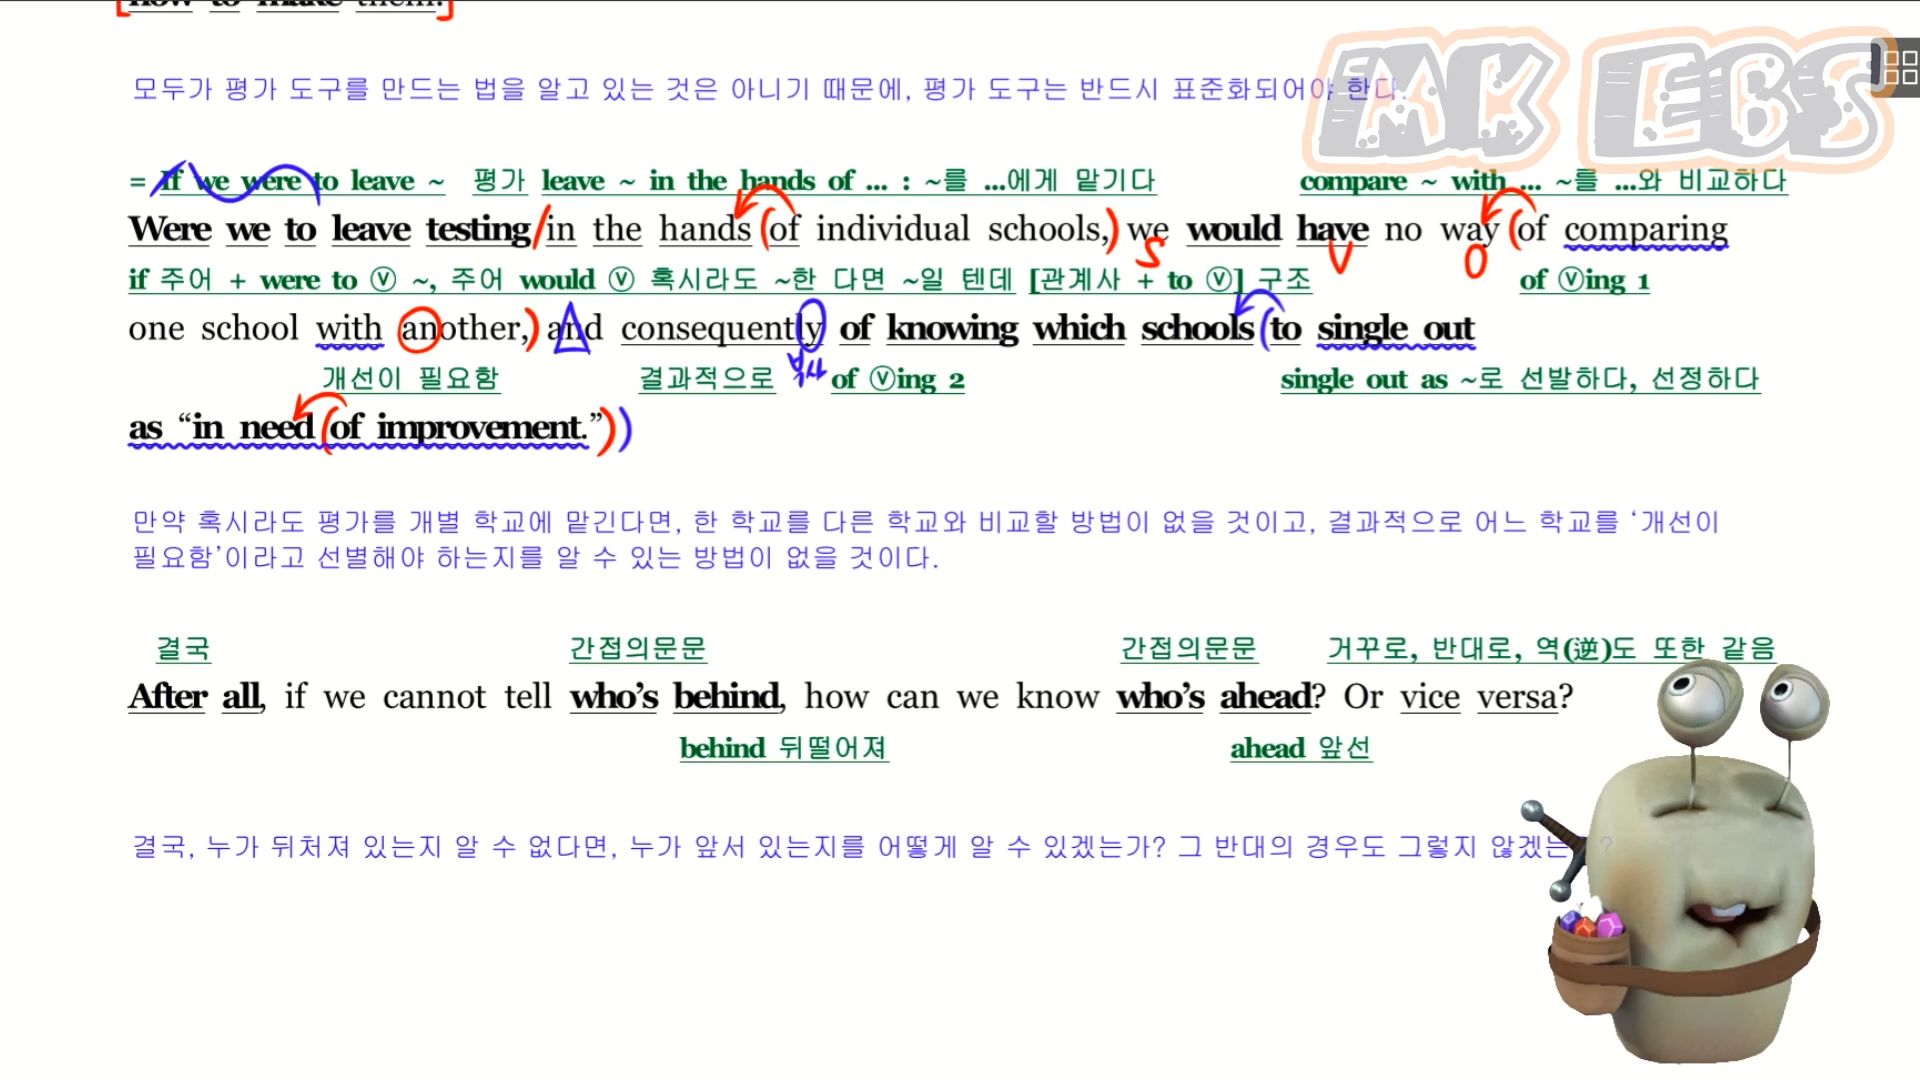 how to make them.
모두가 평가 도구를 만드는 법을 알고 있는 것은 아니기 때문에, 평가 도구는 반드시 표준화되어야 한다.
MK EBS
= If we were to leave ~ 평가 leave ~ in the hands of ... : ~를 ...에게 맡기다 compare ~ with ... ~를 ...와 비교하다
Were we to leave testing/in the hands (of individual schools,) we would have no way (of comparing
S V O
if 주어 + were to ⓥ ~, 주어 would ⓥ 혹시라도 ~한 다면 ~일 텐데 [관계사 + to ⓥ] 구조 of ⓥing 1
one school with another,) and consequently of knowing which schools (to single out
부사
개선이 필요함 결과적으로 of ⓥing 2 single out as ~로 선발하다, 선정하다
as “in need (of improvement.”))
만약 혹시라도 평가를 개별 학교에 맡긴다면, 한 학교를 다른 학교와 비교할 방법이 없을 것이고, 결과적으로 어느 학교를 ‘개선이
필요함’이라고 선별해야 하는지를 알 수 있는 방법이 없을 것이다.
결국 간접의문문 간접의문문 거꾸로, 반대로, 역(逆)도 또한 같음
After all, if we cannot tell who’s behind, how can we know who’s ahead? Or vice versa?
behind 뒤떨어져 ahead 앞선
결국, 누가 뒤처져 있는지 알 수 없다면, 누가 앞서 있는지를 어떻게 알 수 있겠는가? 그 반대의 경우도 그렇지 않겠는